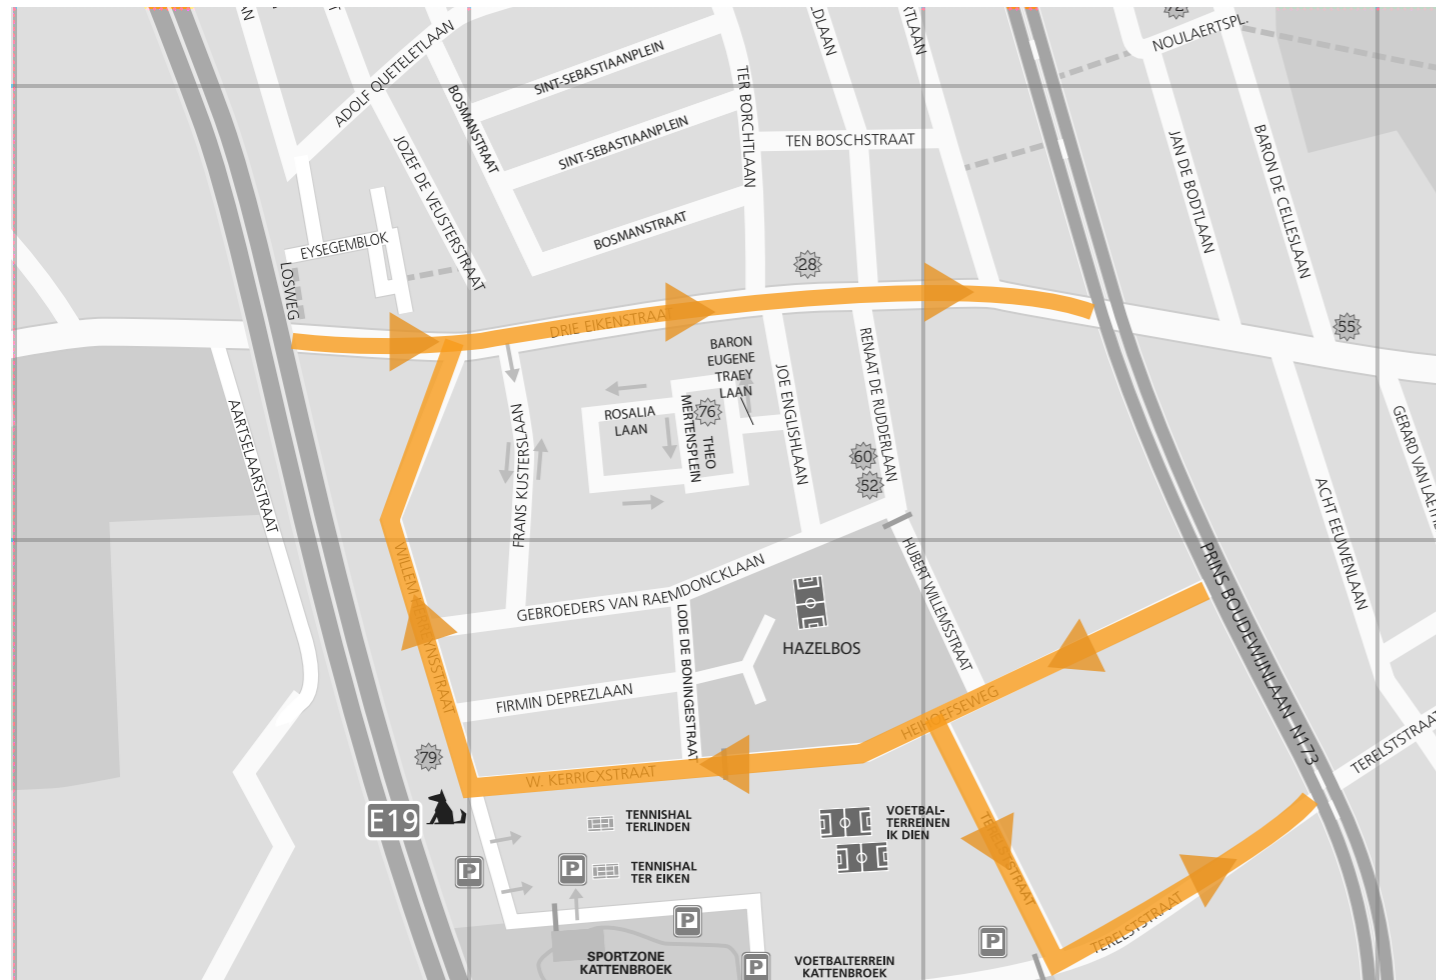 ADOLF QUETELETLAAN
SINT-SEBASTIAANPLEIN
NOULAERTSPL.
BOSMANSTRAAT
TER BORCHTLAAN
JOZEF DE VEUSTERSTRAAT
SINT-SEBASTIAANPLEIN
TEN BOSCHSTRAAT
JAN DE BODTLAAN
BARON DE CELLESLAAN
BOSMANSTRAAT
EYSEGEMBLOK
LOSWEG
28
DRIE EIKENSTRAAT
55
BARON
EUGENE
TRAEY
LAAN
RENAAT DE RUDDERLAAN
JOE ENGLISHLAAN
AARTSELAARSTRAAT
FRANS KUSTERSLAAN
ROSALIA
LAAN
THEO
MERTENSPLEIN
76
60
52
ACHT EEUWENLAAN
HUBERT WILLEMSSTRAAT
PRINS BOUDEWIJNLAAN N173
GEBROEDERS VAN RAEMDONCKLAAN
LODE DE BONINGESTRAAT
HAZELBOS
FIRMIN DEPREZLAAN
HEIHOEFSEWEG
79
W. KERRICXSTRAAT
TERELSTSTRAAT
E19
TENNISHAL
TERLINDEN
VOETBAL-
TERREINEN
IK DIEN
TERELSTSTRAAT
P
P
TENNISHAL
TER EIKEN
P
P
TERELSTSTRAAT
SPORTZONE
KATTENBROEK
P
VOETBALTERREIN
KATTENBROEK